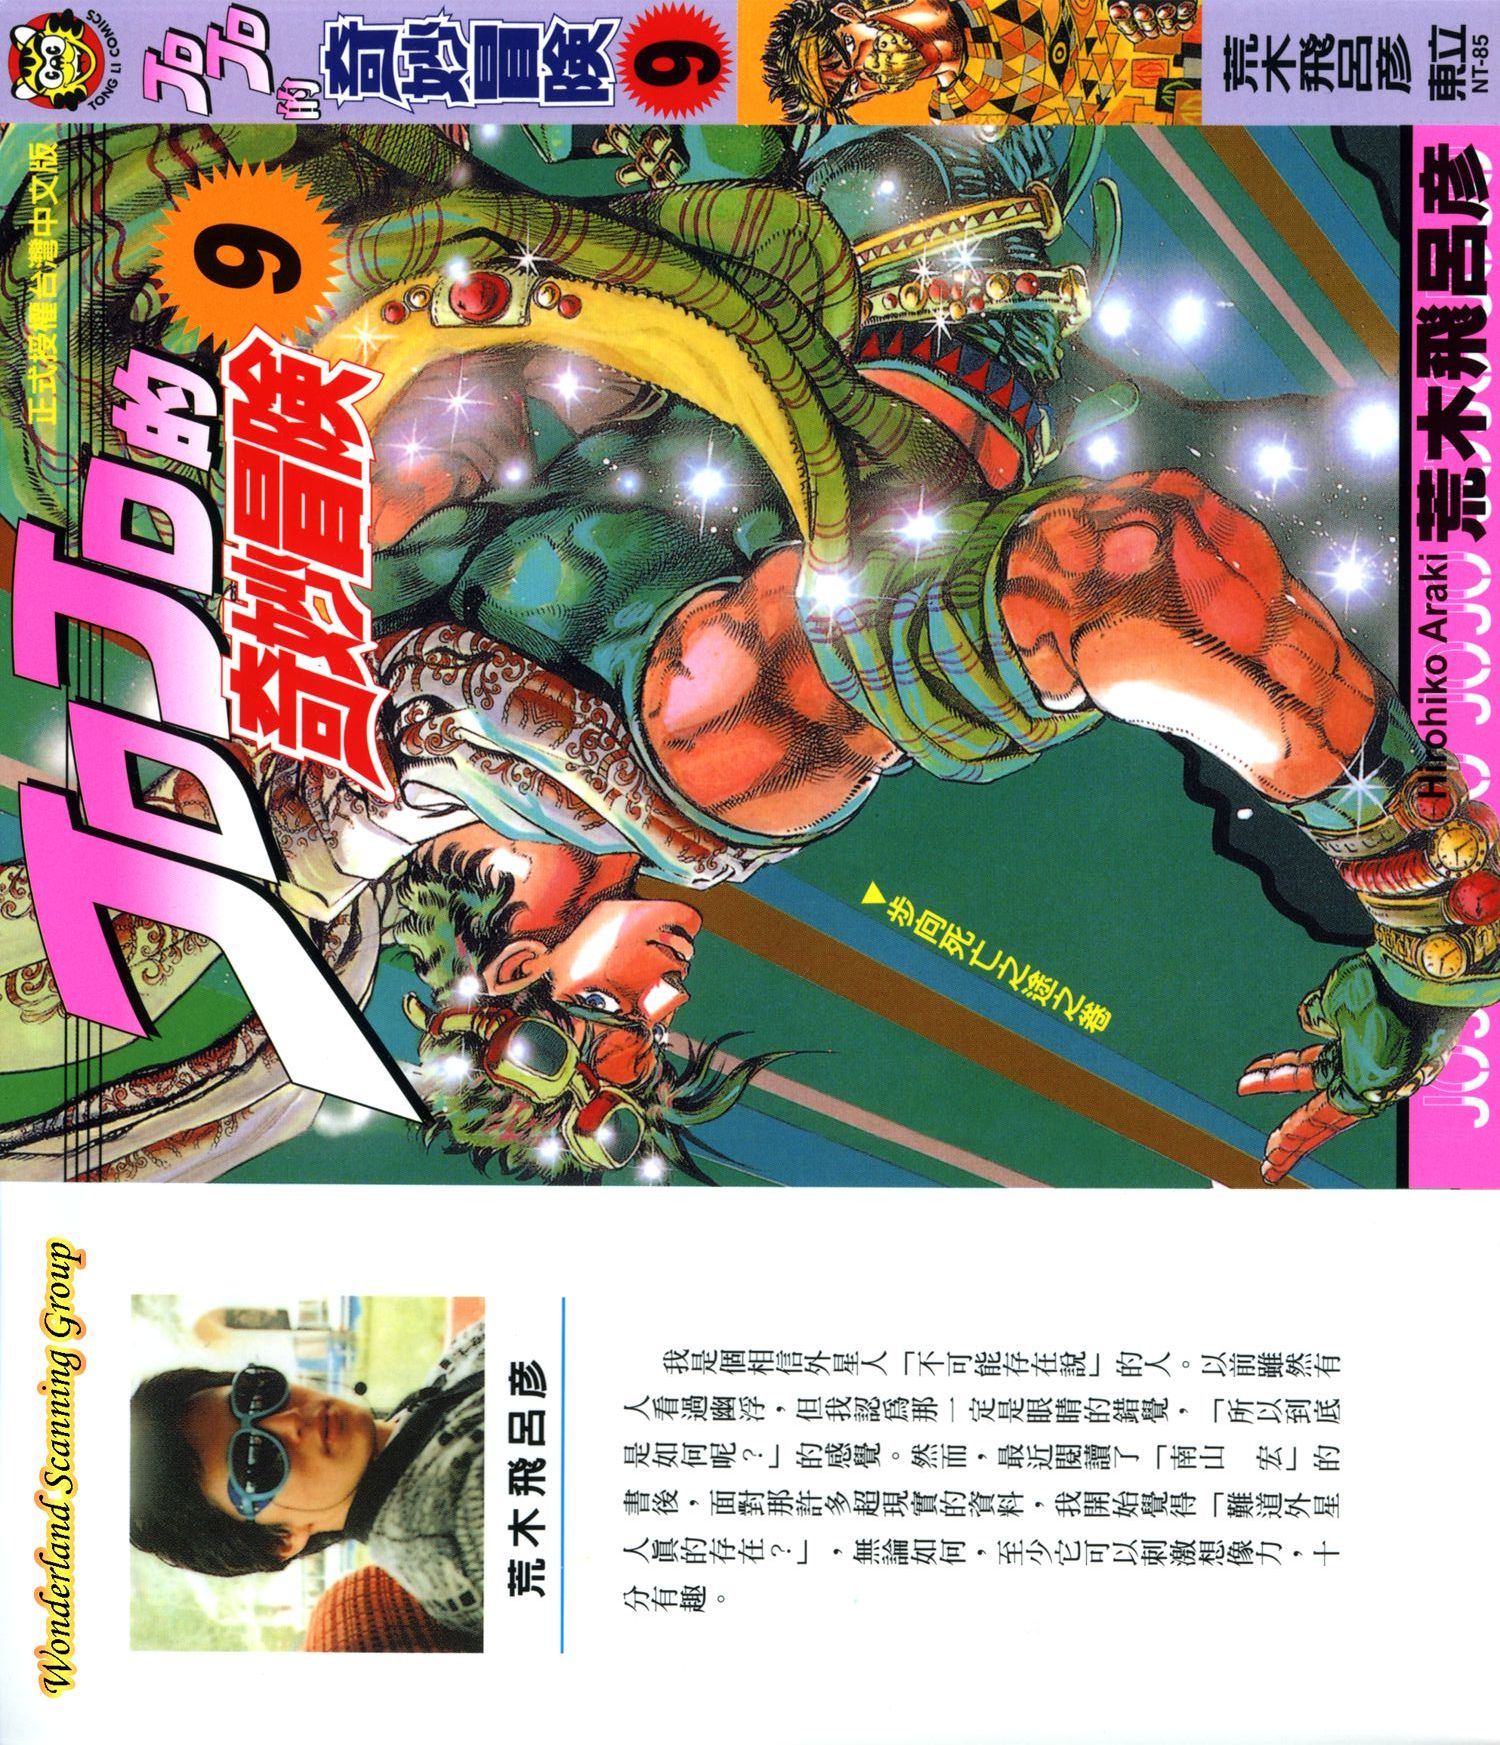 TONG LI COMICS
JOJO的
奇妙冒険
9
荒木飛呂彦
東立
NT-85
正式授權台灣中文版
9
JOJO的
奇妙冒険
▼步向死亡之途之卷
Hirohiko Araki 荒木飛呂彦
Wonderland Scanning Group
荒木飛呂彦
我是個相信外星人「不可能存在說」的人。以前雖然有
人看過幽浮，但我認爲那一定是眼睛的錯覺，「所以到底
是如何呢？」的感覺。然而，最近閱讀了「南山　宏」的
書後，面對那許多超現實的資料，我開始覺得「難道外星
人眞的存在？」，無論如何，至少它可以刺激想像力，十
分有趣。